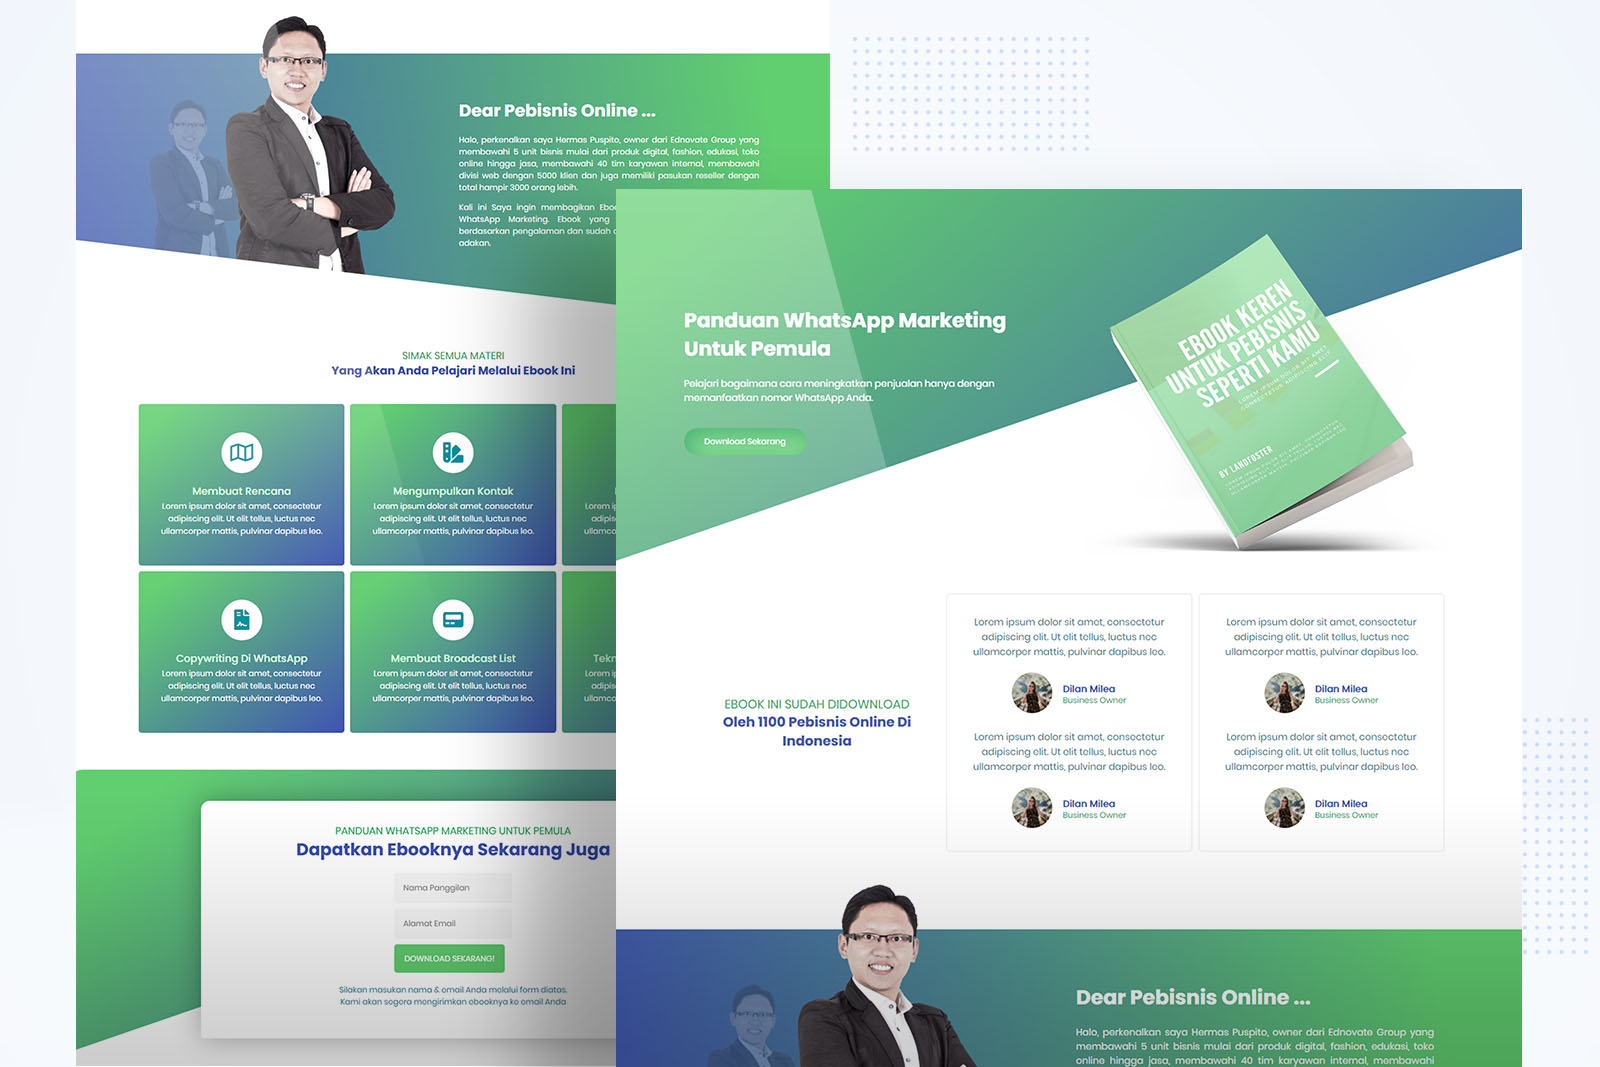 Dear Pebisnis Online ...
Halo, perkenalkan saya Hermas Puspito, owner dari Ednovate Group yang
membawahi 5 unit bisnis mulai dari produk digital, fashion, edukasi, toko
online hingga jasa, membawahi 40 tim karyawan internal, membawahi
divisi web dengan 5000 klien dan juga memiliki pasukan reseller dengan
total hampir 3000 orang lebih.
Kali ini Saya ingin membagikan
WhatsApp Marketing. Ebook yang
berdasarkan pengalaman dan sudah
adakan.
SIMAK SEMUA MATERI
Yang Akan Anda Pelajari Melalui Ebook Ini
Membuat Rencana
Lorem ipsum dolor sit amet, consectetur
adipiscing elit. Ut elit tellus, luctus nec
ullamcorper mattis, pulvinar dapibus leo.
Mengumpulkan Kontak
Lorem ipsum dolor sit amet, consectetur
adipiscing elit. Ut elit tellus, luctus nec
ullamcorper mattis, pulvinar dapibus leo.
Copywriting Di WhatsApp
Lorem ipsum dolor sit amet, consectetur
adipiscing elit. Ut elit tellus, luctus nec
ullamcorper mattis, pulvinar dapibus leo.
Membuat Broadcast List
Lorem ipsum dolor sit amet, consectetur
adipiscing elit. Ut elit tellus, luctus nec
ullamcorper mattis, pulvinar dapibus leo.
PANDUAN WHATSAPP MARKETING UNTUK PEMULA
Dapatkan Ebooknya Sekarang Juga
Nama Panggilan
Alamat Email
DOWNLOAD SEKARANG!
Silakan masukan nama & email Anda melalui form diatas.
Kami akan segera mengirimkan ebooknya ke email Anda
Panduan WhatsApp Marketing
Untuk Pemula
Pelajari bagaimana cara meningkatkan penjualan hanya dengan
memanfaatkan nomor WhatsApp Anda.
Download Sekarang
EBOOK KEREN
UNTUK PEBISNIS
SEPERTI KAMU
LOREM IPSUM DOLOR SIT AMET,
CONSECTETUR ADIPISCING ELIT
BY LANDFOSTER
EBOOK INI SUDAH DIDOWNLOAD
Oleh 1100 Pebisnis Online Di
Indonesia
Lorem ipsum dolor sit amet, consectetur
adipiscing elit. Ut elit tellus, luctus nec
ullamcorper mattis, pulvinar dapibus leo.
Dilan Milea
Business Owner
Lorem ipsum dolor sit amet, consectetur
adipiscing elit. Ut elit tellus, luctus nec
ullamcorper mattis, pulvinar dapibus leo.
Dilan Milea
Business Owner
Lorem ipsum dolor sit amet, consectetur
adipiscing elit. Ut elit tellus, luctus nec
ullamcorper mattis, pulvinar dapibus leo.
Dilan Milea
Business Owner
Lorem ipsum dolor sit amet, consectetur
adipiscing elit. Ut elit tellus, luctus nec
ullamcorper mattis, pulvinar dapibus leo.
Dilan Milea
Business Owner
Dear Pebisnis Online ...
Halo, perkenalkan saya Hermas Puspito, owner dari Ednovate Group yang
membawahi 5 unit bisnis mulai dari produk digital, fashion, edukasi, toko
online hingga jasa, membawahi 40 tim karyawan internal, membawahi